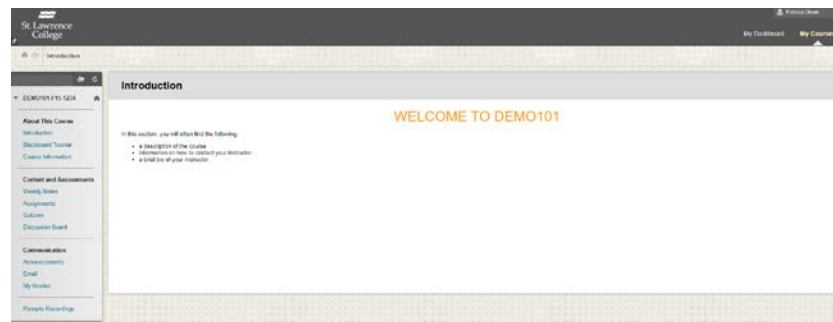 St. Lawrence
College
My Dashboard
My Courses
Introduction
DEMO101-F15-1204
Introduction
About This Course
Introduction
Blackboard Tutorial
Course Information
Content and Assessments
Weekly Notes
Assignments
Quizzes
Discussion Board
Communication
Announcements
Email
My Grades
Panopto Recordings
WELCOME TO DEMO101
In this section, you will often find the following:
a description of the course
information on how to contact your instructor
a brief bio of your instructor